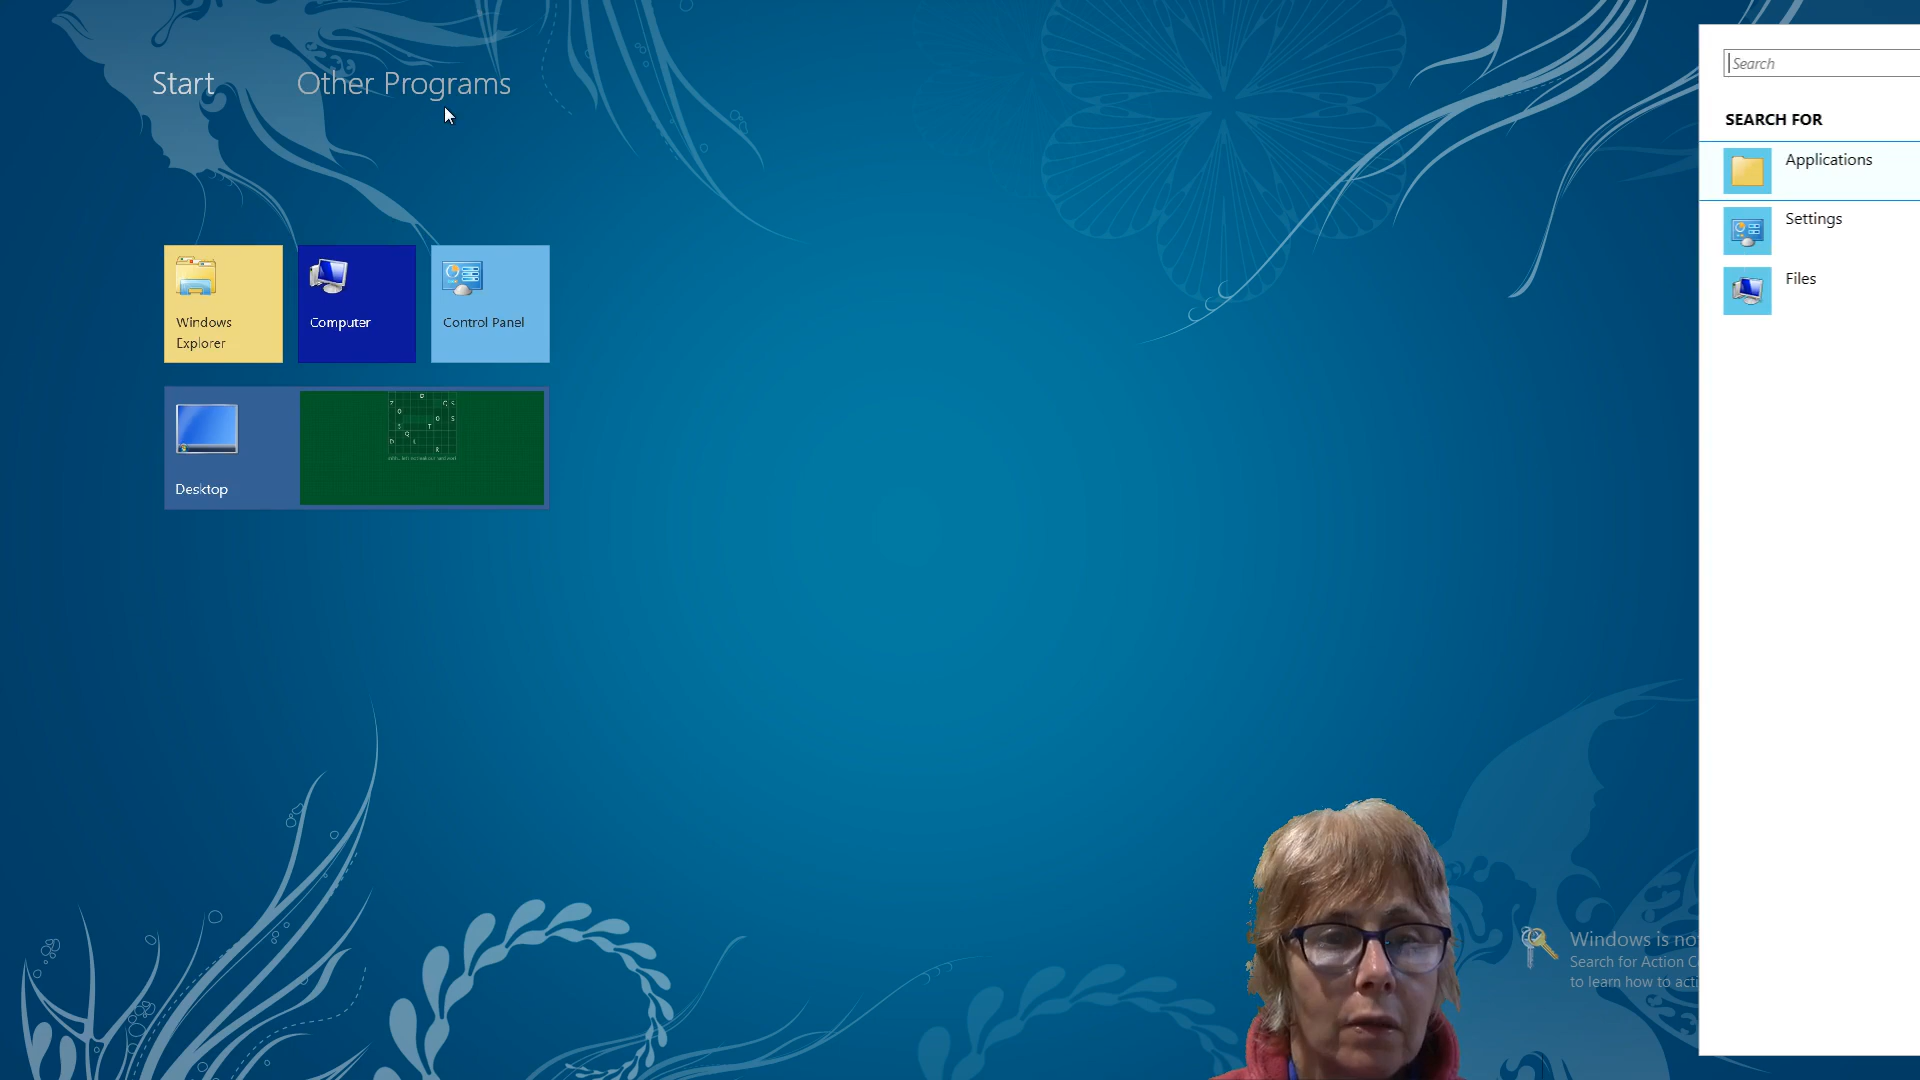 Start
Other Programs
Search
SEARCH FOR
Applications
Settings
Files
Windows
Explorer
Computer
Control Panel
Desktop
Windows is no
Search for Action C
to learn how to acti